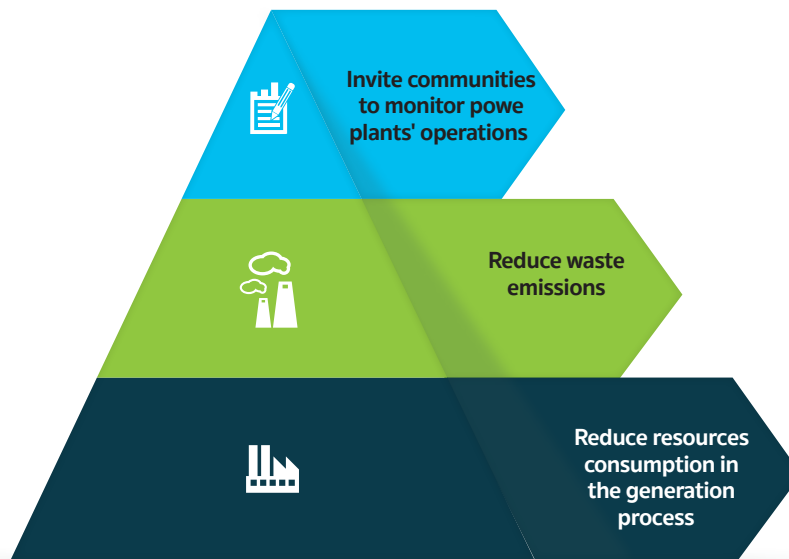 Invite communities
to monitor powe
plants' operations
Reduce waste
emissions
Reduce resources
consumption in
the generation
process